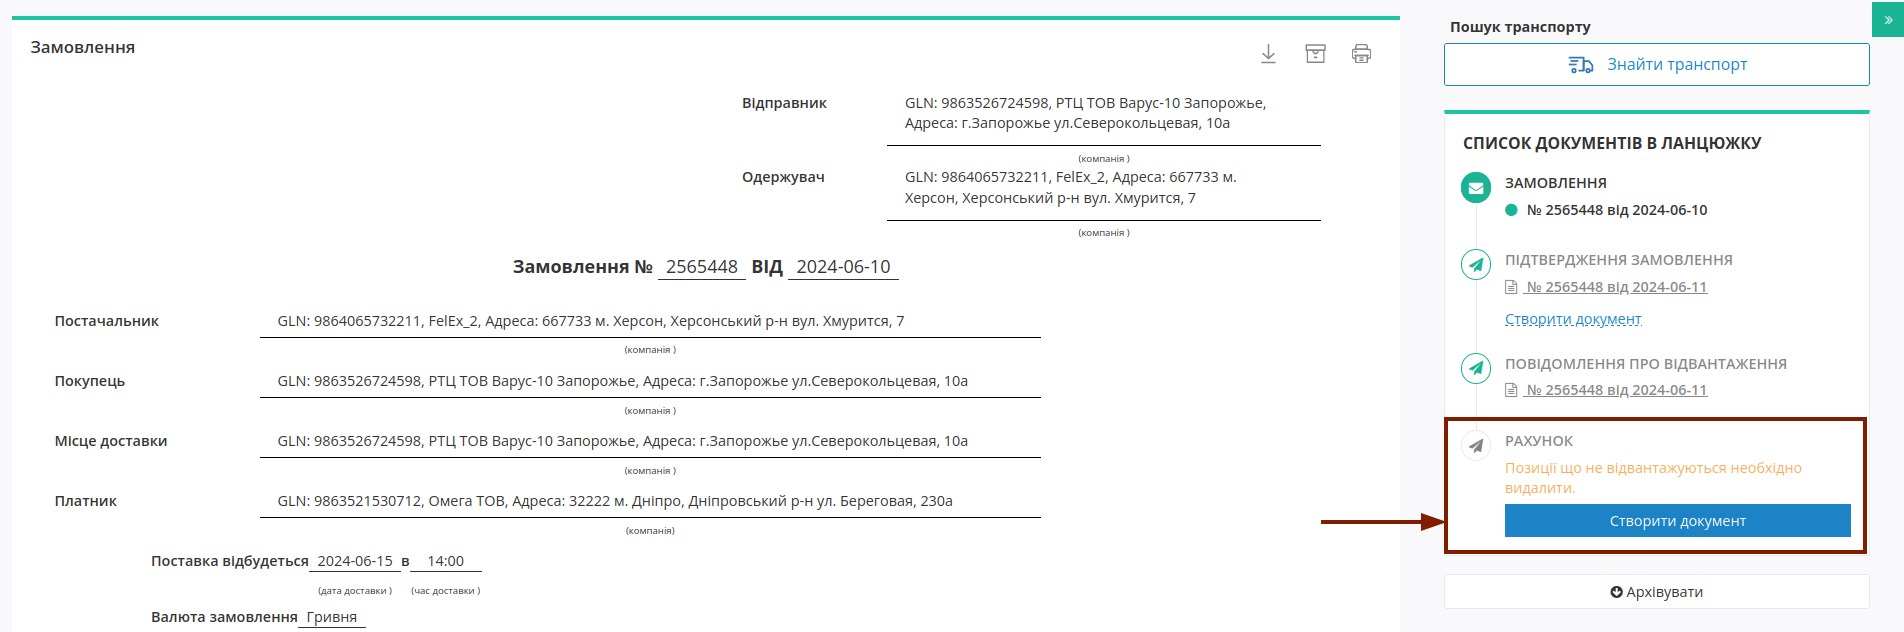 Замовлення
Відправник
GLN: 9863526724598, РТЦ ТОВ Варус-10 Запорожье,
Адреса: г.Запорожье ул.Северокольцевая, 10а
(компанія )
Одержувач
GLN: 9864065732211, FelEx_2, Адреса: 667733 м.
Херсон, Херсонський р-н вул. Хмурится, 7
(компанія )
Замовлення № 2565448 ВІД 2024-06-10
Постачальник GLN: 9864065732211, FelEx_2, Адреса: 667733 м. Херсон, Херсонський р-н вул. Хмурится, 7
(компанія )
Покупець GLN: 9863526724598, РТЦ ТОВ Варус-10 Запорожье, Адреса: г.Запорожье ул.Северокольцевая, 10а
(компанія )
Місце доставки GLN: 9863526724598, РТЦ ТОВ Варус-10 Запорожье, Адреса: г.Запорожье ул.Северокольцевая, 10а
(компанія )
Платник GLN: 9863521530712, Омега ТОВ, Адреса: 32222 м. Дніпро, Дніпровський р-н ул. Береговая, 230а
(компанія)
Поставка відбудеться 2024-06-15 в 14:00
(дата доставки ) (час доставки )
Валюта замовлення Гривня
Пошук транспорту
»
Знайти транспорт
СПИСОК ДОКУМЕНТІВ В ЛАНЦЮЖКУ
ЗАМОВЛЕННЯ
№ 2565448 від 2024-06-10
ПІДТВЕРДЖЕННЯ ЗАМОВЛЕННЯ
№ 2565448 від 2024-06-11
Створити документ
ПОВІДОМЛЕННЯ ПРО ВІДВАНТАЖЕННЯ
№ 2565448 від 2024-06-11
РАХУНОК
Позиції що не відвантажуються необхідно
видалити.
Створити документ
Архівувати